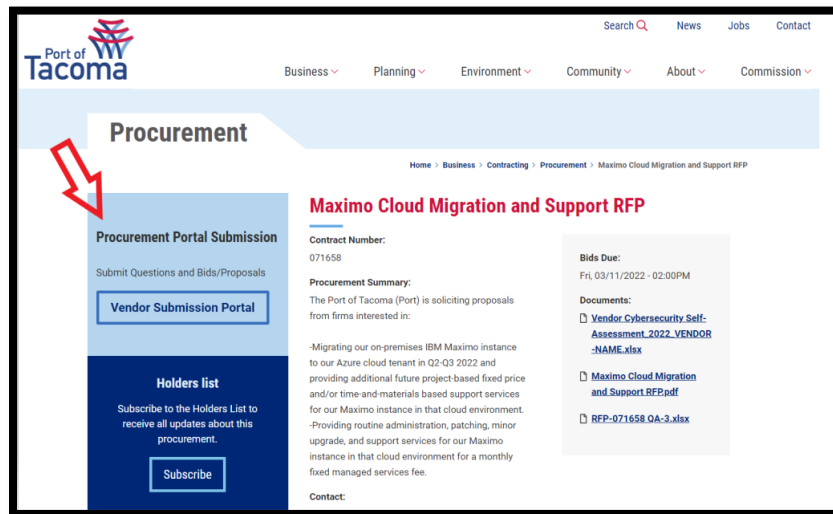 Search
News
Jobs
Contact
Port of
Tacoma
Business
Planning
Environment
Community
About
Commission
Procurement
Home > Business > Contracting > Procurement > Maximo Cloud Migration and Support RFP
Procurement Portal Submission
Submit Questions and Bids/Proposals
Vendor Submission Portal
Holders list
Subscribe to the Holders List to
receive all updates about this
procurement.
Subscribe
Maximo Cloud Migration and Support RFP
Contract Number:
071658
Procurement Summary:
The Port of Tacoma (Port) is soliciting proposals
from firms interested in:
-Migrating our on-premises IBM Maximo instance
to our Azure cloud tenant in Q2-Q3 2022 and
providing additional future project-based fixed price
and/or time-and-materials based support services
for our Maximo instance in that cloud environment.
-Providing routine administration, patching, minor
upgrade, and support services for our Maximo
instance in that cloud environment for a monthly
fixed managed services fee.
Contact:
Bids Due:
Fri, 03/11/2022 - 02:00PM
Documents:
Vendor Cybersecurity Self-
Assessment_2022_VENDOR
-NAME.xlsx
Maximo Cloud Migration
and Support RFP.pdf
RFP-071658 QA-3.xlsx